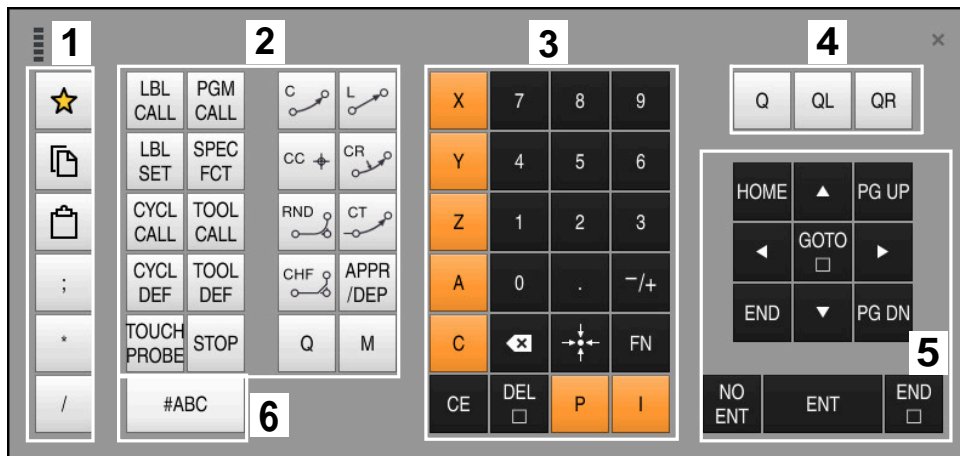 1
2
3
4
×
LBL CALL
PGM CALL
C
L
X
7
8
9
Q
QL
QR
LBL SET
SPEC FCT
CC
CR
Y
4
5
6
HOME
PG UP
CYCL CALL
TOOL CALL
RND
CT
Z
1
2
3
GOTO
;
CYCL DEF
TOOL DEF
CHF
APPR /DEP
A
0
.
−/+
END
PG DN
*
TOUCH PROBE
STOP
Q
M
C
FN
5
/
#ABC
6
CE
DEL
P
I
NO ENT
ENT
END